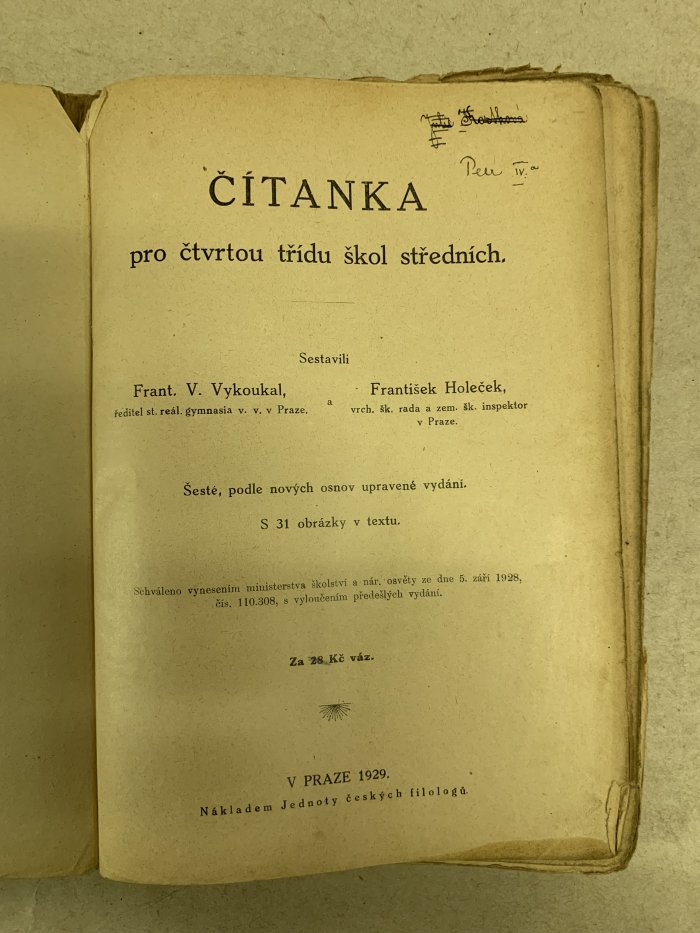 IV. a
ČÍTANKA
pro čtvrtou třídu škol středních.
Sestavili
Frant. V. Vykoukal,
ředitel st. reál. gymnasia v. v. v Praze,
a
František Holeček,
vrch. šk. rada a zem. šk. inspektor
v Praze.
Šesté, podle nových osnov upravené vydání.
S 31 obrázky v textu.
Schváleno vynesením ministerstva školství a nár. osvěty ze dne 5. září 1928,
čís. 110.308, s vyloučením předešlých vydání.
Za 28 Kč váz.
V PRAZE 1929.
Nákladem Jednoty českých filologů.